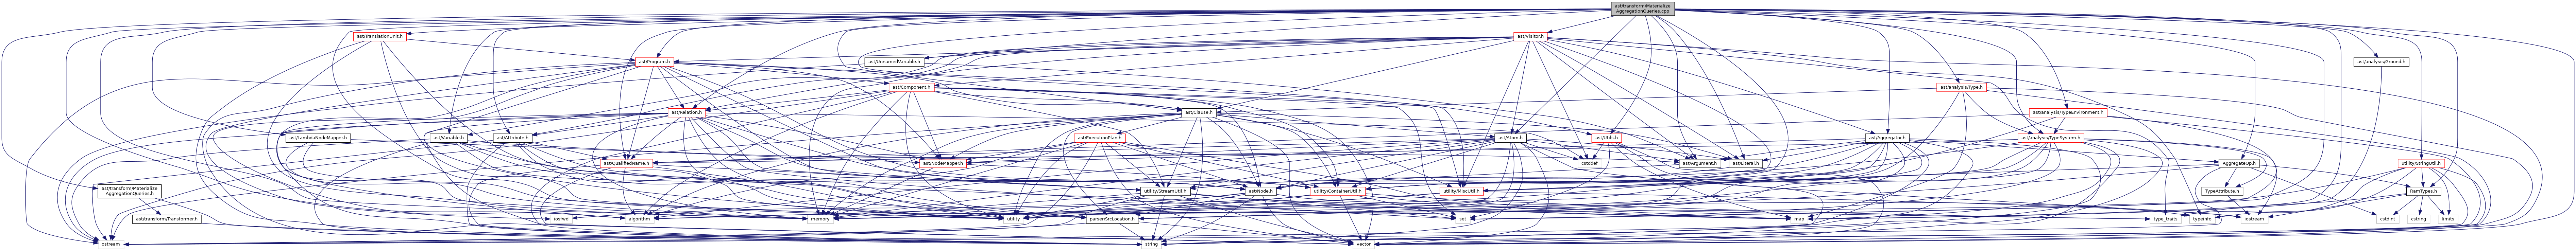 ast/transform/Materialize
AggregationQueries.cpp
ast/TranslationUnit.h
ast/Visitor.h
ast/Program.h
ast/UnnamedVariable.h
ast/analysis/Ground.h
ast/Component.h
ast/analysis/Type.h
ast/Relation.h
ast/Clause.h
ast/analysis/TypeEnvironment.h
ast/LambdaNodeMapper.h
ast/Variable.h
ast/Attribute.h
ast/ExecutionPlan.h
ast/Atom.h
ast/Utils.h
ast/Aggregator.h
ast/analysis/TypeSystem.h
ast/QualifiedName.h
ast/NodeMapper.h
cstddef
ast/Argument.h
ast/Literal.h
AggregateOp.h
utility/StringUtil.h
ast/transform/Materialize
AggregationQueries.h
utility/StreamUtil.h
ast/Node.h
utility/ContainerUtil.h
utility/MiscUtil.h
TypeAttribute.h
RamTypes.h
ast/transform/Transformer.h
iosfwd
algorithm
memory
utility
parser/SrcLocation.h
set
map
type_traits
typeinfo
iostream
cstdint
cstring
limits
ostream
string
vector